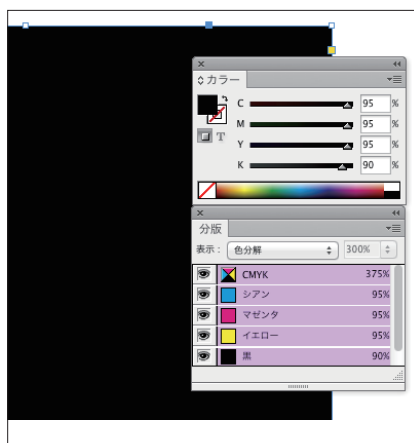 カラー
C 95 %
M 95 %
T
Y 95 %
K 90 %
分版
表示： 色分解 300%
CMYK 375%
シアン 95%
マゼンタ 95%
イエロー 95%
黒 90%